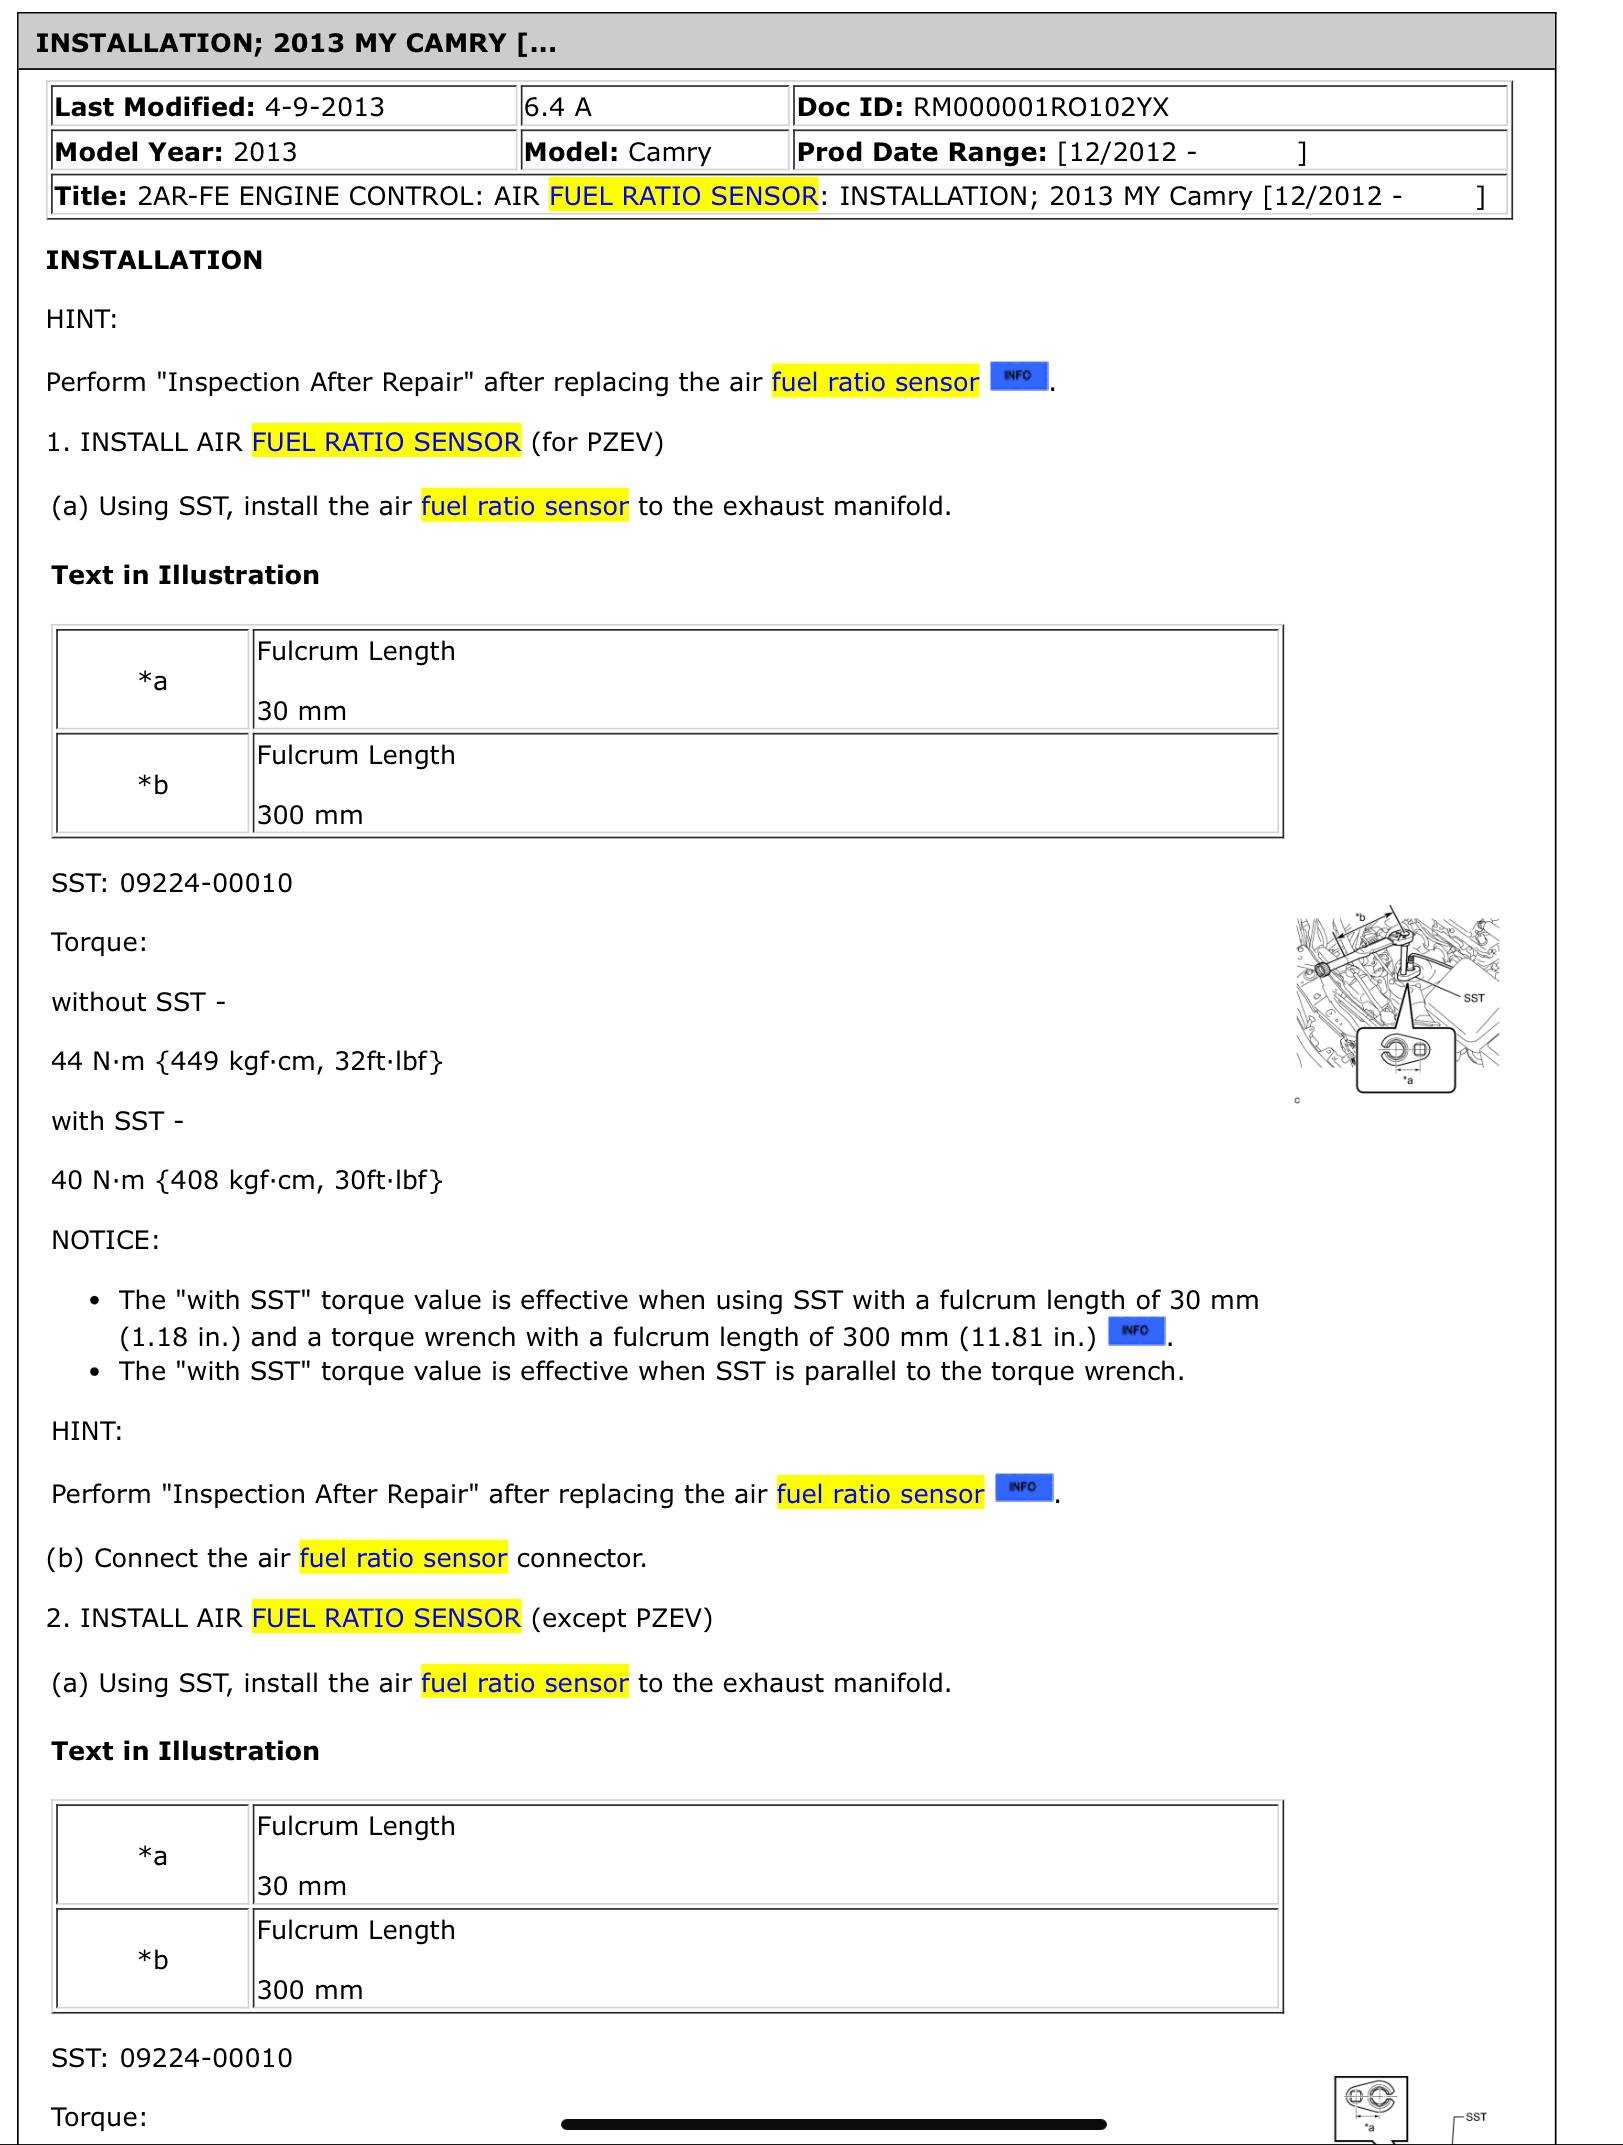 INSTALLATION; 2013 MY CAMRY [...
Last Modified: 4-9-2013 6.4 A Doc ID: RM000001RO102YX
Model Year: 2013 Model: Camry Prod Date Range: [12/2012 - ]
Title: 2AR-FE ENGINE CONTROL: AIR FUEL RATIO SENSOR: INSTALLATION; 2013 MY Camry [12/2012 - ]
INSTALLATION
HINT:
Perform "Inspection After Repair" after replacing the air fuel ratio sensor INFO.
1. INSTALL AIR FUEL RATIO SENSOR (for PZEV)
(a) Using SST, install the air fuel ratio sensor to the exhaust manifold.
Text in Illustration
*a
Fulcrum Length
30 mm
*b
Fulcrum Length
300 mm
SST: 09224-00010
Torque:
without SST -
44 N·m {449 kgf·cm, 32ft·lbf}
with SST -
40 N·m {408 kgf·cm, 30ft·lbf}
*b
SST
*a
c
NOTICE:
• The "with SST" torque value is effective when using SST with a fulcrum length of 30 mm
(1.18 in.) and a torque wrench with a fulcrum length of 300 mm (11.81 in.) INFO.
• The "with SST" torque value is effective when SST is parallel to the torque wrench.
HINT:
Perform "Inspection After Repair" after replacing the air fuel ratio sensor INFO.
(b) Connect the air fuel ratio sensor connector.
2. INSTALL AIR FUEL RATIO SENSOR (except PZEV)
(a) Using SST, install the air fuel ratio sensor to the exhaust manifold.
Text in Illustration
*a
Fulcrum Length
30 mm
*b
Fulcrum Length
300 mm
SST: 09224-00010
Torque:
*a
SST